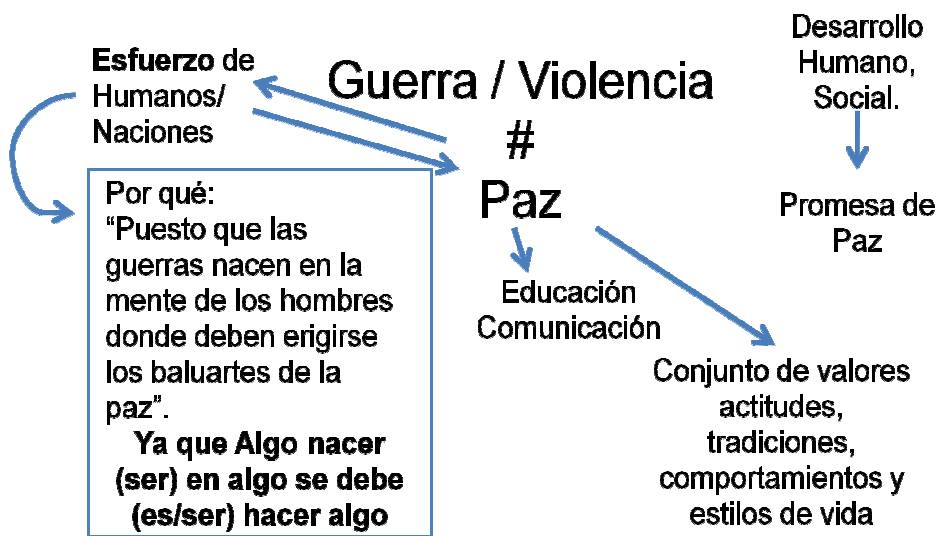 Esfuerzo de
Humanos/
Naciones
Guerra / Violencia
#
Paz
Desarrollo
Humano,
Social.
Promesa de
Paz
Por qué:
“Puesto que las
guerras nacen en la
mente de los hombres
donde deben erigirse
los baluartes de la
paz”.
Ya que Algo nacer
(ser) en algo se debe
(es/ser) hacer algo
Educación
Comunicación
Conjunto de valores
actitudes,
tradiciones,
comportamientos y
estilos de vida